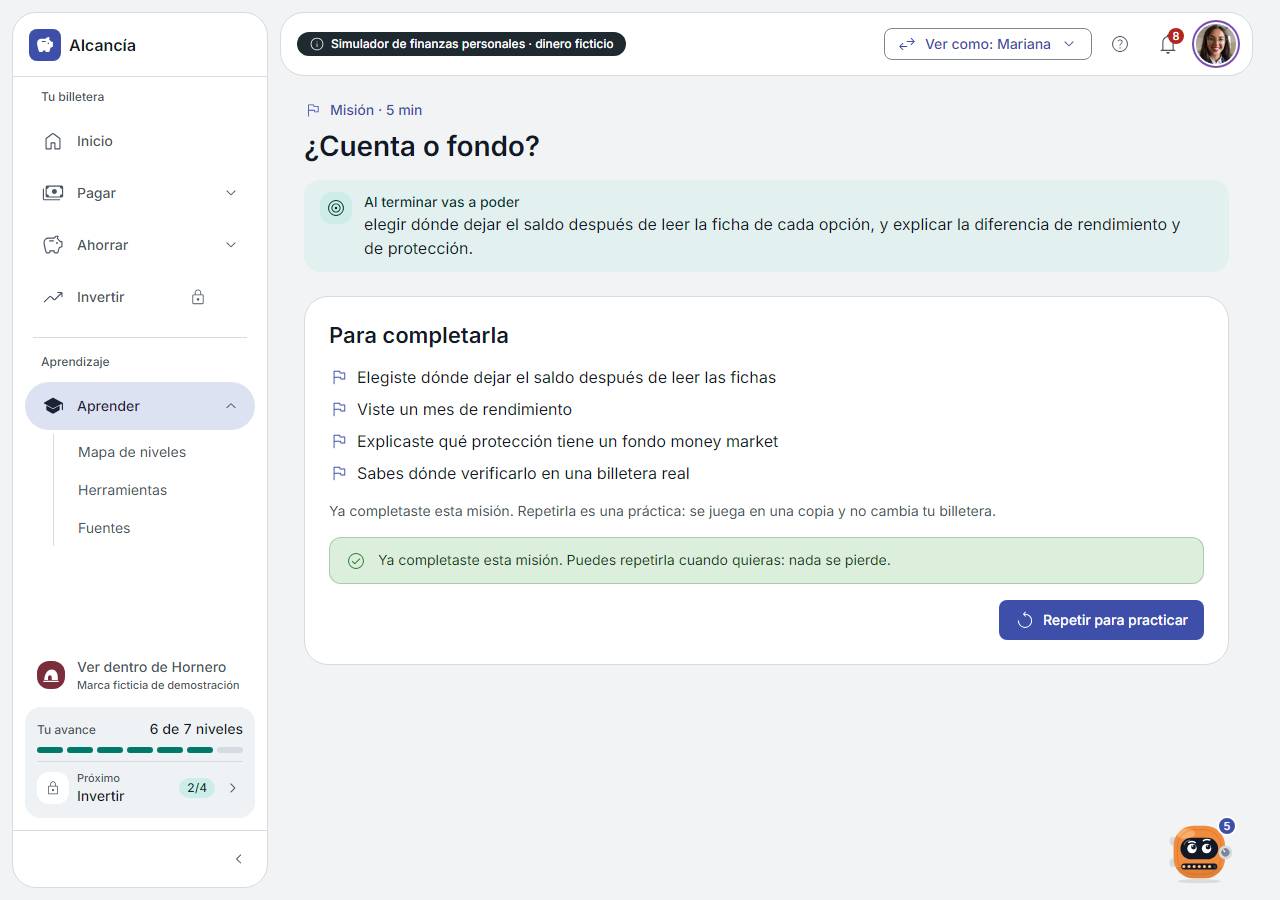 Alcancía
Tu billetera
Inicio
Pagar
Ahorrar
Invertir
Aprendizaje
Aprender
Mapa de niveles
Herramientas
Fuentes
Ver dentro de Hornero
Marca ficticia de demostración
Tu avance
6 de 7 niveles
Próximo
Invertir
2/4
Simulador de finanzas personales · dinero ficticio
Ver como: Mariana
8
Misión · 5 min
¿Cuenta o fondo?
Al terminar vas a poder
elegir dónde dejar el saldo después de leer la ficha de cada opción, y explicar la diferencia de rendimiento y
de protección.
Para completarla
Elegiste dónde dejar el saldo después de leer las fichas
Viste un mes de rendimiento
Explicaste qué protección tiene un fondo money market
Sabes dónde verificarlo en una billetera real
Ya completaste esta misión. Repetirla es una práctica: se juega en una copia y no cambia tu billetera.
Ya completaste esta misión. Puedes repetirla cuando quieras: nada se pierde.
Repetir para practicar
5